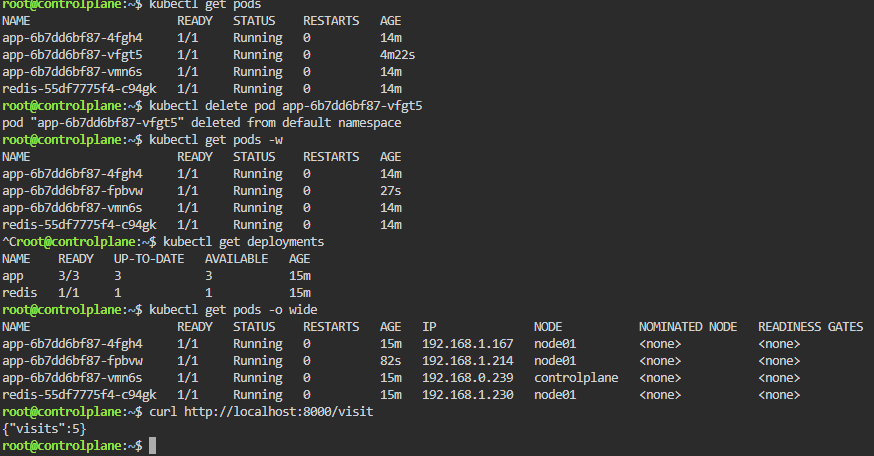 root@controlplane:~$ kubectl get pods
NAME                     READY   STATUS    RESTARTS   AGE
app-6b7dd6bf87-4fgh4     1/1     Running   0          14m
app-6b7dd6bf87-vfgt5     1/1     Running   0          4m22s
app-6b7dd6bf87-vmn6s     1/1     Running   0          14m
redis-55df7775f4-c94gk   1/1     Running   0          14m
root@controlplane:~$ kubectl delete pod app-6b7dd6bf87-vfgt5
pod "app-6b7dd6bf87-vfgt5" deleted from default namespace
root@controlplane:~$ kubectl get pods -w
NAME                     READY   STATUS    RESTARTS   AGE
app-6b7dd6bf87-4fgh4     1/1     Running   0          14m
app-6b7dd6bf87-fpbvw     1/1     Running   0          27s
app-6b7dd6bf87-vmn6s     1/1     Running   0          14m
redis-55df7775f4-c94gk   1/1     Running   0          14m
^Croot@controlplane:~$ kubectl get deployments
NAME    READY   UP-TO-DATE   AVAILABLE   AGE
app     3/3     3            3           15m
redis   1/1     1            1           15m
root@controlplane:~$ kubectl get pods -o wide
NAME                     READY   STATUS    RESTARTS   AGE   IP              NODE           NOMINATED NODE   READINESS GATES
app-6b7dd6bf87-4fgh4     1/1     Running   0          15m   192.168.1.167   node01         <none>           <none>
app-6b7dd6bf87-fpbvw     1/1     Running   0          82s   192.168.1.214   node01         <none>           <none>
app-6b7dd6bf87-vmn6s     1/1     Running   0          15m   192.168.0.239   controlplane   <none>           <none>
redis-55df7775f4-c94gk   1/1     Running   0          15m   192.168.1.230   node01         <none>           <none>
root@controlplane:~$ curl http://localhost:8000/visit
{"visits":5}
root@controlplane:~$